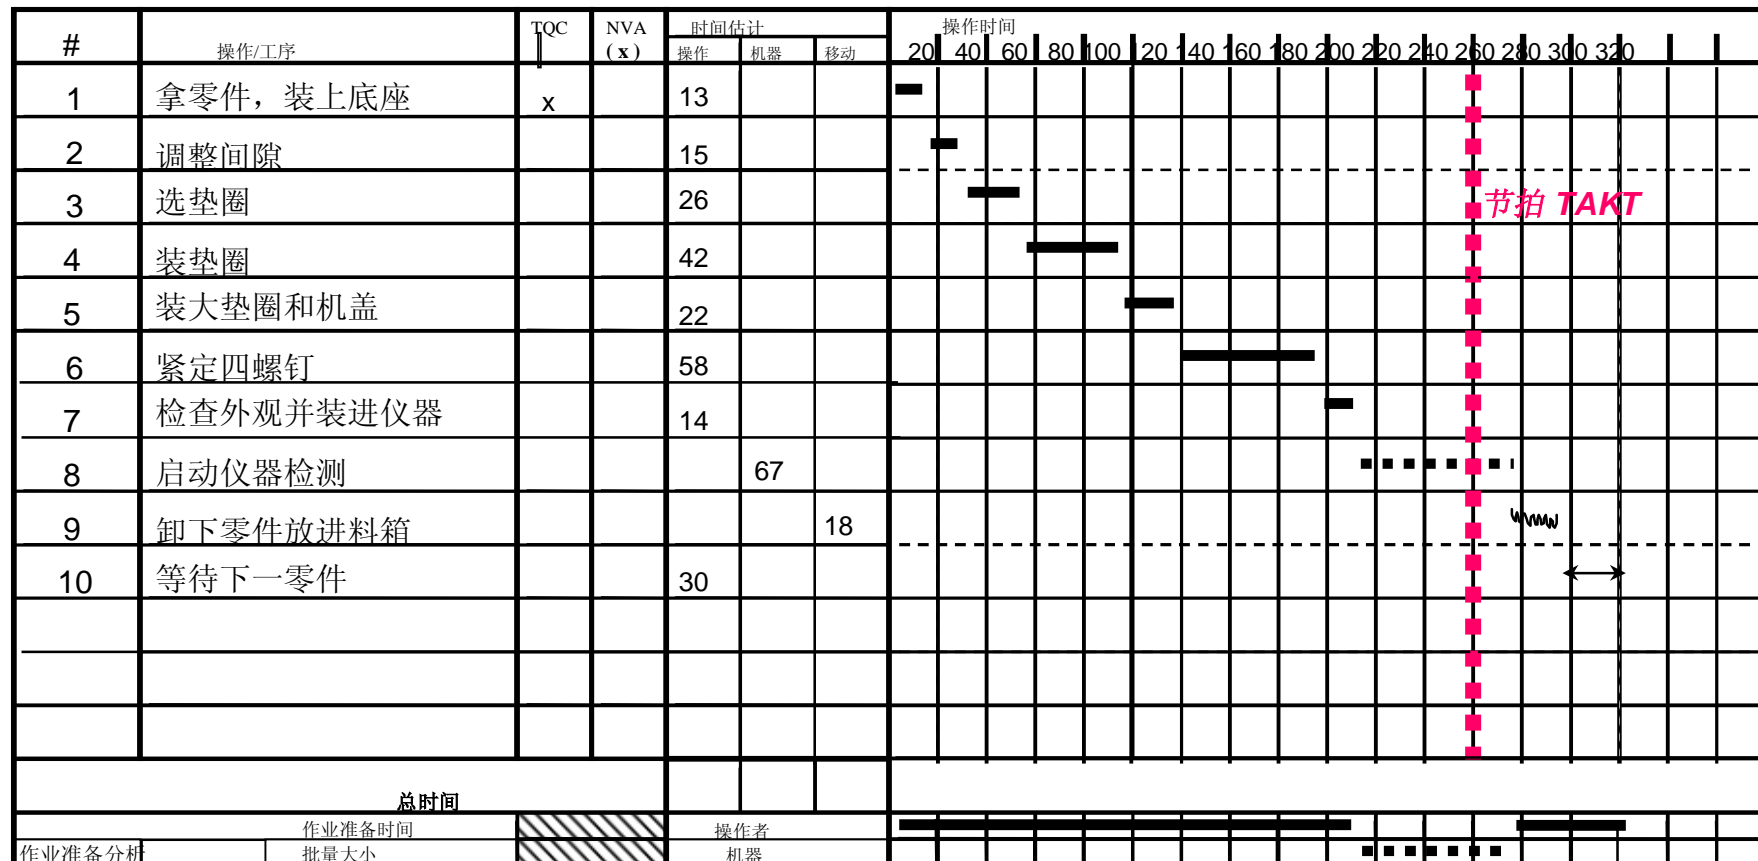 # 操作/工序 TQC NVA 时间估计 操作时间
( x ) 操作 机器 移动 20 40 60 80 100 120 140 160 180 200 220 240 260 280 300 320
1 拿零件，装上底座 x 13
2 调整间隙 15
3 选垫圈 26 节拍 TAKT
4 装垫圈 42
5 装大垫圈和机盖 22
6 紧定四螺钉 58
7 检查外观并装进仪器 14
8 启动仪器检测 67
9 卸下零件放进料箱 18
10 等待下一零件 30
总时间
作业准备时间 操作者
作业准备分析 批量大小 机器